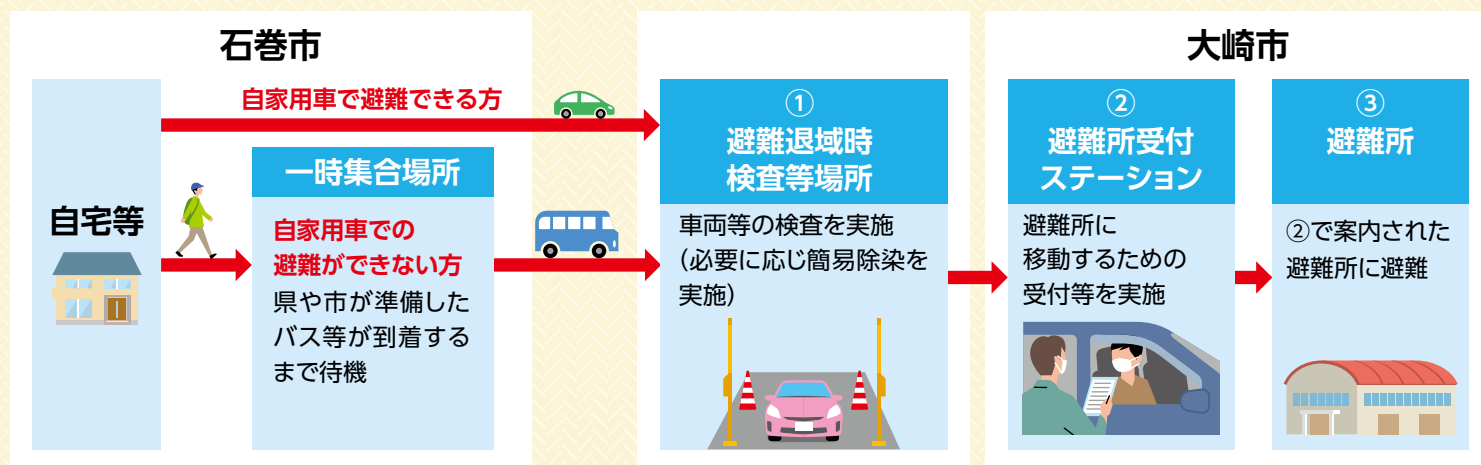 石巻市
自宅等
自家用車で避難できる方
一時集合場所
自家用車での
避難ができない方
県や市が準備した
バス等が到着する
まで待機
①
避難退域時
検査等場所
車両等の検査を実施
（必要に応じ簡易除染を
実施）
大崎市
②
避難所受付
ステーション
避難所に
移動するための
受付等を実施
③
避難所
②で案内された
避難所に避難